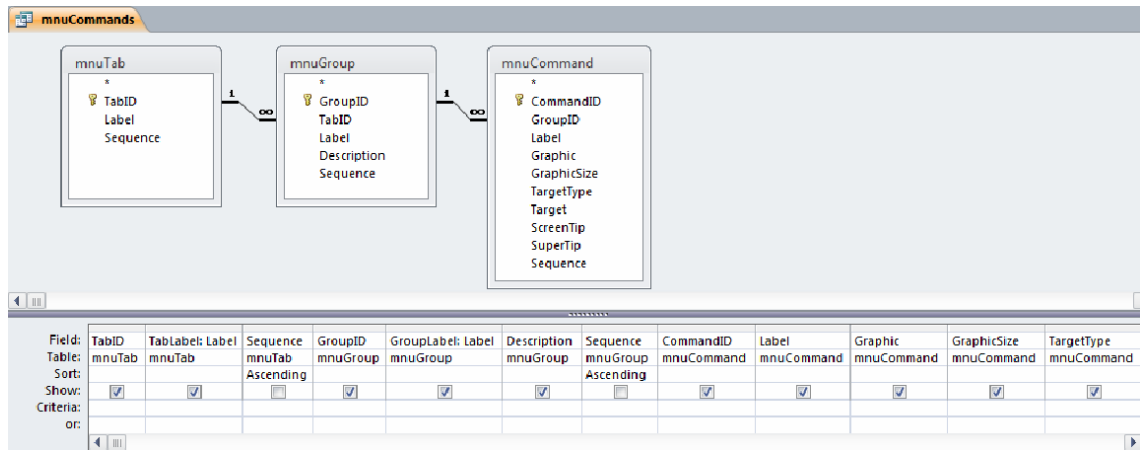 mnuCommands
mnuTab
*
TabID
Label
Sequence
1
∞
mnuGroup
*
GroupID
TabID
Label
Description
Sequence
1
∞
mnuCommand
*
CommandID
GroupID
Label
Graphic
GraphicSize
TargetType
Target
ScreenTip
SuperTip
Sequence
Field: TabID TabLabel: Label Sequence GroupID GroupLabel: Label Description Sequence CommandID Label Graphic GraphicSize TargetType
Table: mnuTab mnuTab mnuTab mnuGroup mnuGroup mnuGroup mnuGroup mnuCommand mnuCommand mnuCommand mnuCommand mnuCommand
Sort: Ascending Ascending
Show:
Criteria:
or: